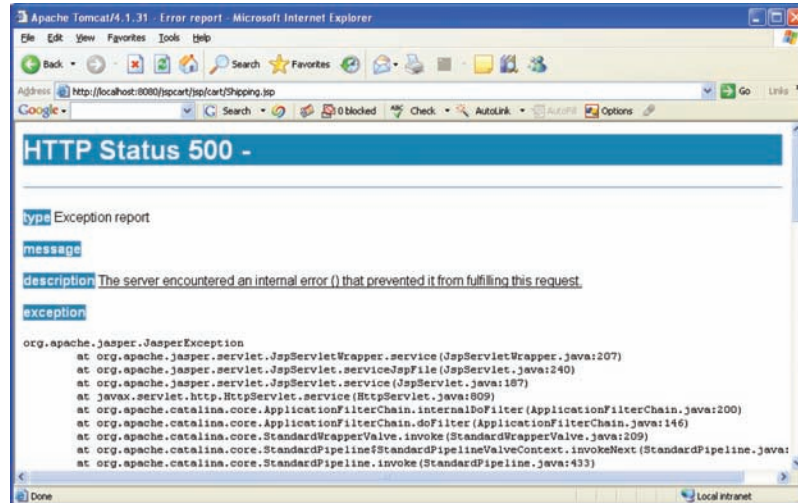 Apache Tomcat/4.1.31 - Error report - Microsoft Internet Explorer
File Edit View Favorites Tools Help
Back Search Favorites
Address http://localhost:8080/jspcart/jsp/cart/Shipping.jsp Go Links
Google Search 0 blocked ABC Check AutoLink AutoFill Options
HTTP Status 500 -
type Exception report
message
description The server encountered an internal error () that prevented it from fulfilling this request.
exception
org.apache.jasper.JasperException
at org.apache.jasper.servlet.JspServletWrapper.service(JspServletWrapper.java:207)
at org.apache.jasper.servlet.JspServlet.serviceJspFile(JspServlet.java:240)
at org.apache.jasper.servlet.JspServlet.service(JspServlet.java:187)
at javax.servlet.http.HttpServlet.service(HttpServlet.java:809)
at org.apache.catalina.core.ApplicationFilterChain.internalDoFilter(ApplicationFilterChain.java:200)
at org.apache.catalina.core.ApplicationFilterChain.doFilter(ApplicationFilterChain.java:146)
at org.apache.catalina.core.StandardWrapperValve.invoke(StandardWrapperValve.java:209)
at org.apache.catalina.core.StandardPipeline$StandardPipelineValveContext.invokeNext(StandardPipeline.java:
at org.apache.catalina.core.StandardPipeline.invoke(StandardPipeline.java:433)
Done Local intranet